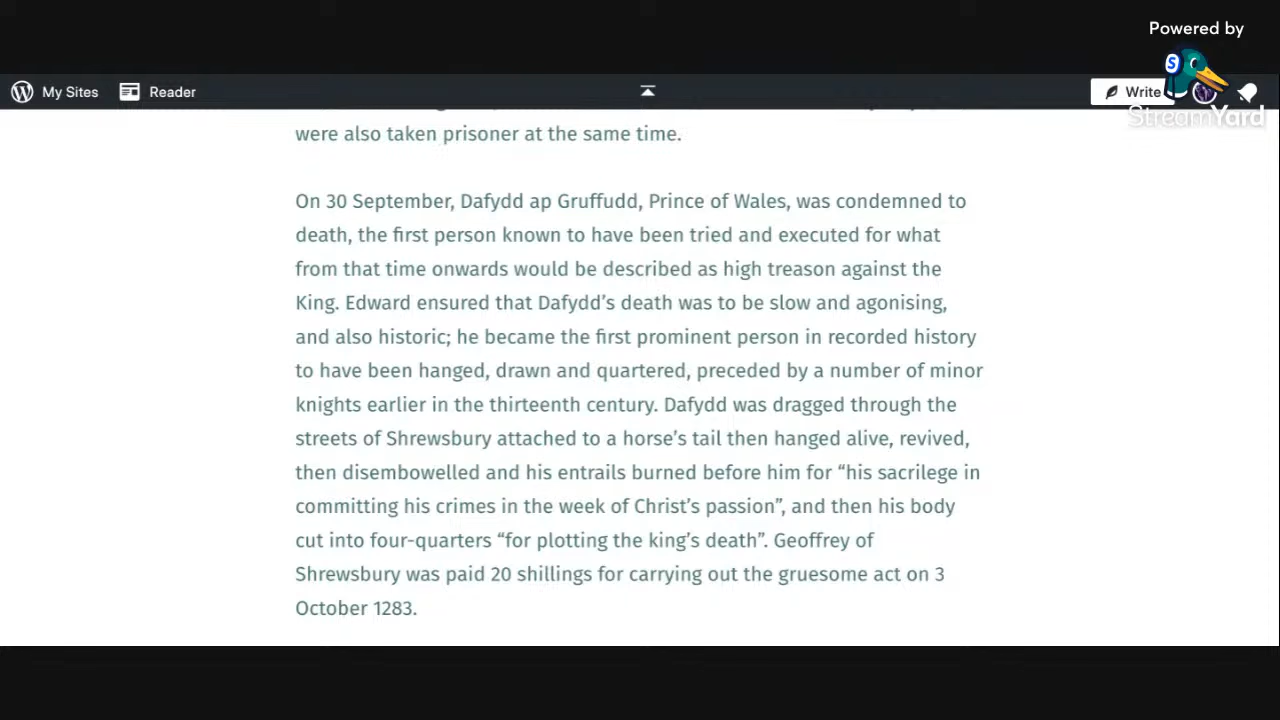 Powered by
My Sites
Reader
Write
StreamYard
were also taken prisoner at the same time.
On 30 September, Dafydd ap Gruffudd, Prince of Wales, was condemned to
death, the first person known to have been tried and executed for what
from that time onwards would be described as high treason against the
King. Edward ensured that Dafydd’s death was to be slow and agonising,
and also historic; he became the first prominent person in recorded history
to have been hanged, drawn and quartered, preceded by a number of minor
knights earlier in the thirteenth century. Dafydd was dragged through the
streets of Shrewsbury attached to a horse’s tail then hanged alive, revived,
then disembowelled and his entrails burned before him for “his sacrilege in
committing his crimes in the week of Christ’s passion”, and then his body
cut into four-quarters “for plotting the king’s death”. Geoffrey of
Shrewsbury was paid 20 shillings for carrying out the gruesome act on 3
October 1283.